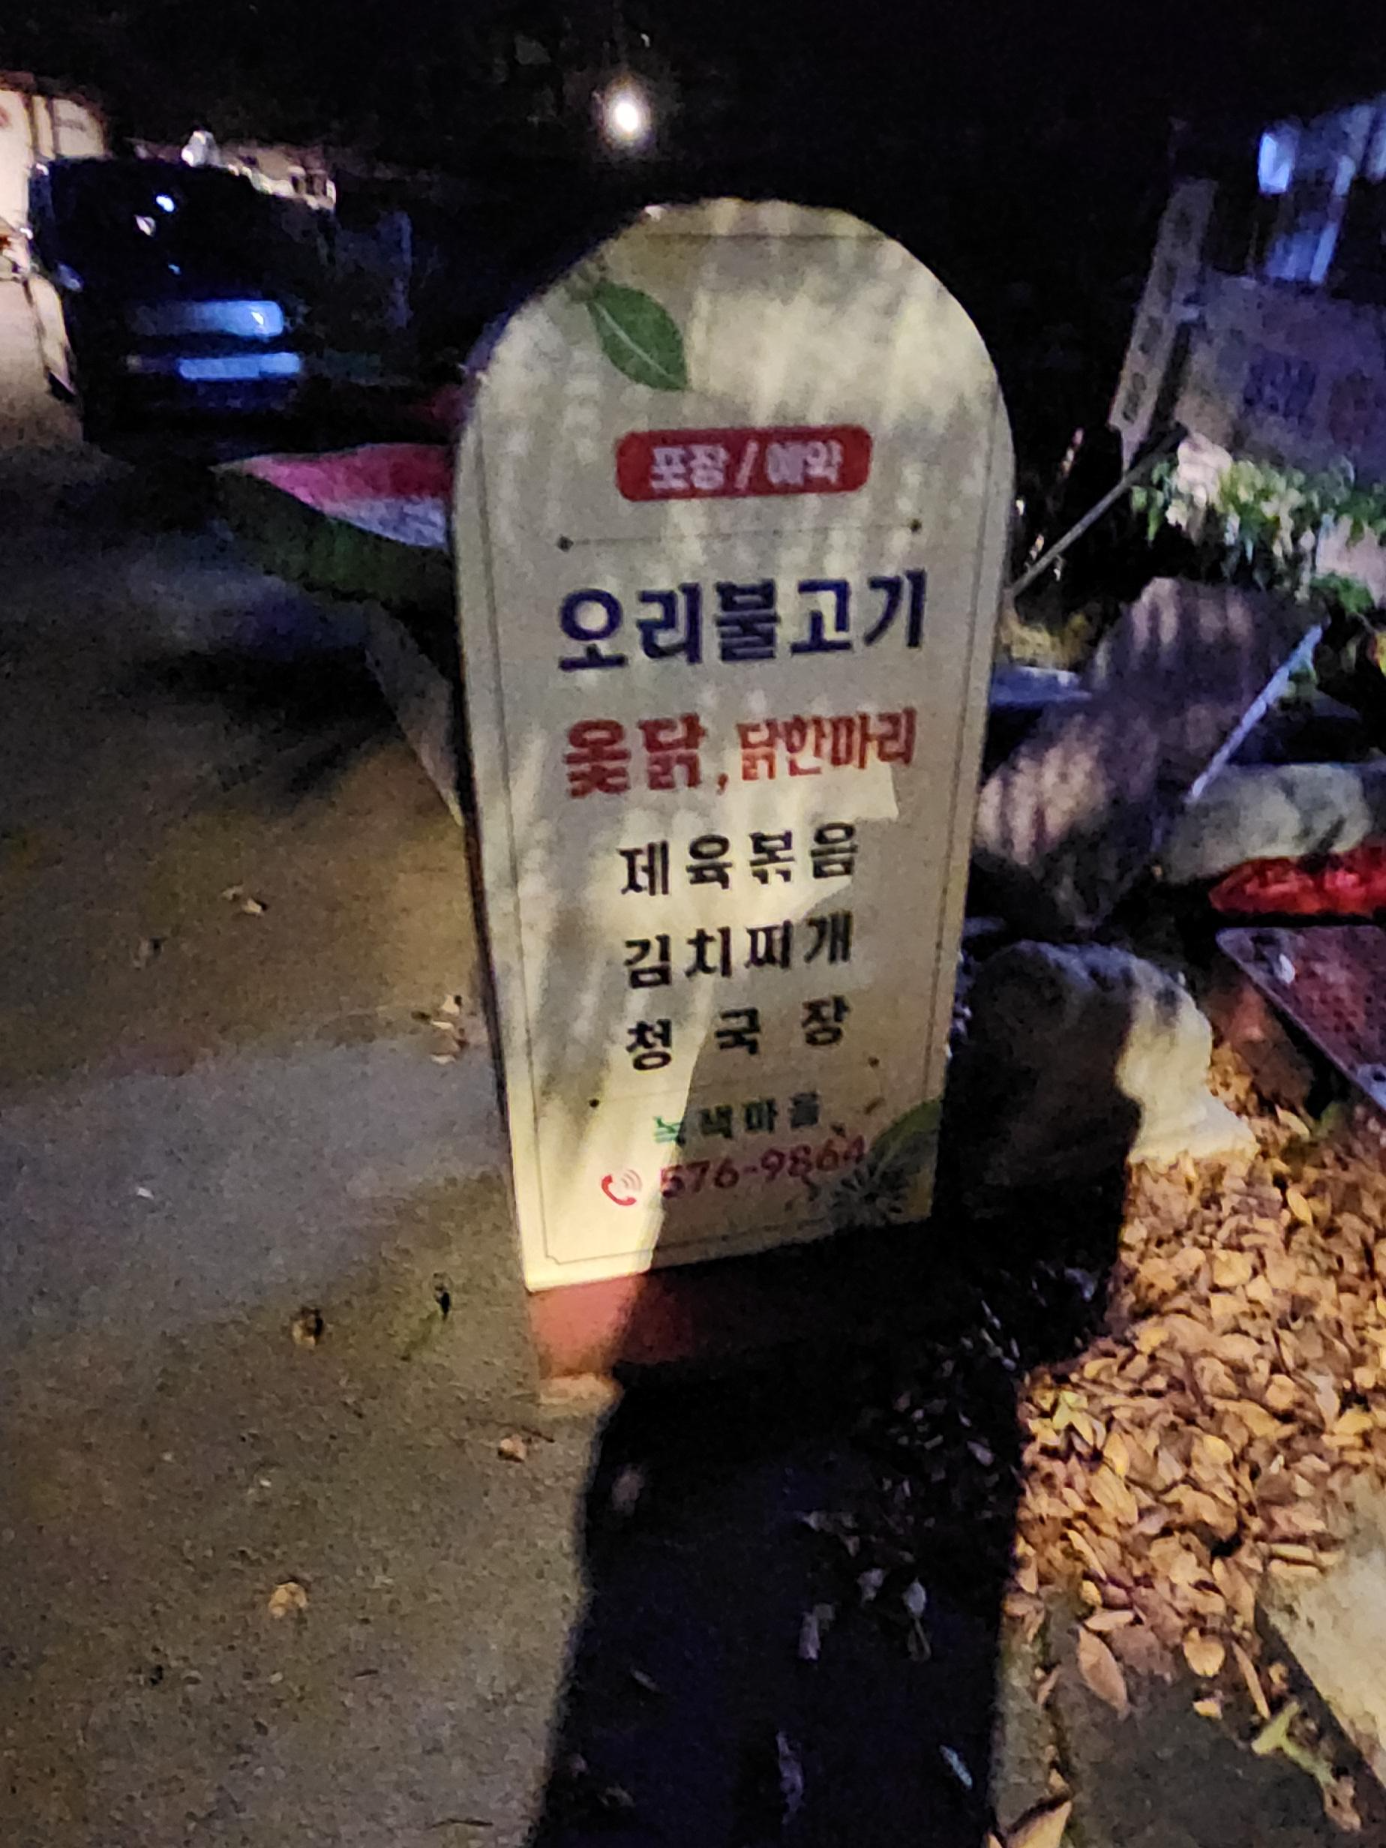 포장 / 예약
오리불고기
옻닭, 닭한마리
제육볶음
김치찌개
청국장
녹색마을
576-9864